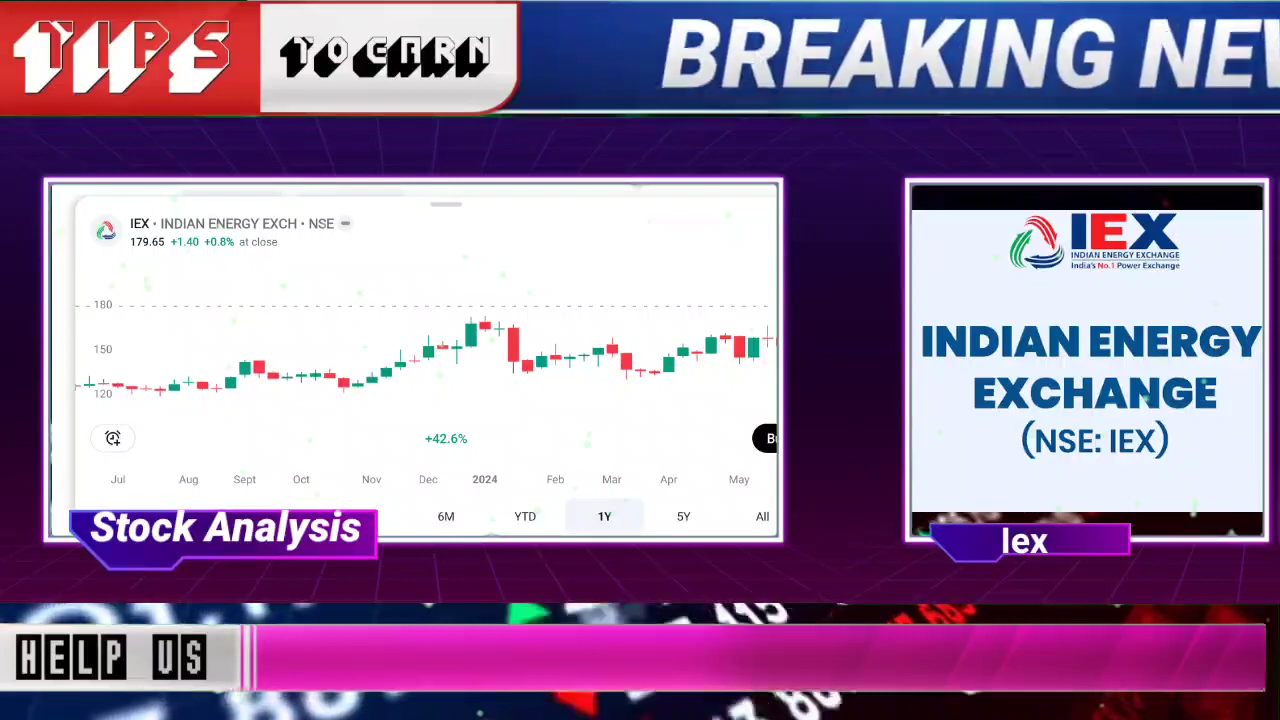 TIPS
TO EARN
BREAKING NEW
IEX • INDIAN ENERGY EXCH • NSE
179.65 +1.40 +0.8% at close
180
150
120
+42.6%
B
Jul Aug Sept Oct Nov Dec 2024 Feb Mar Apr May
6M YTD 1Y 5Y All
Stock Analysis
IEX
INDIAN ENERGY EXCHANGE
India's No.1 Power Exchange
INDIAN ENERGY
EXCHANGE
(NSE: IEX)
Iex
HELP US